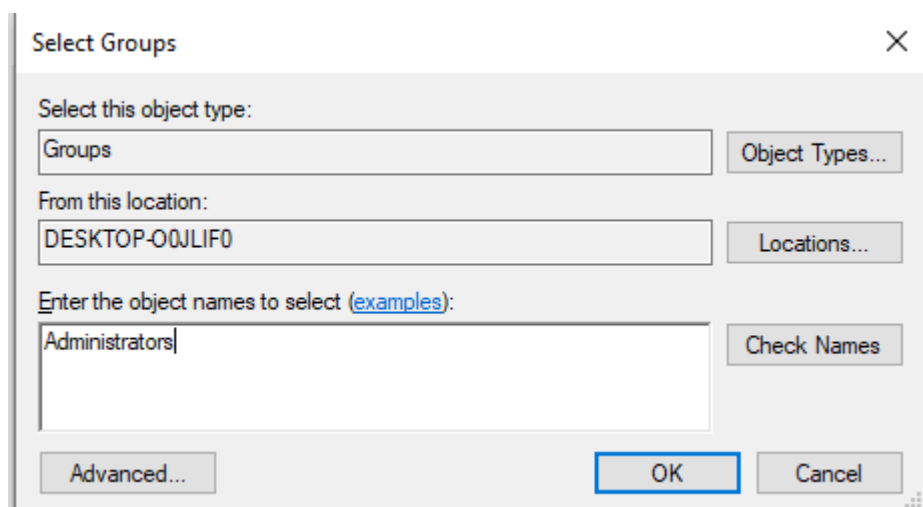 Select Groups
Select this object type:
Groups
Object Types...
From this location:
DESKTOP-O0JLIF0
Locations...
Enter the object names to select (examples):
Administrators
Check Names
Advanced...
OK
Cancel